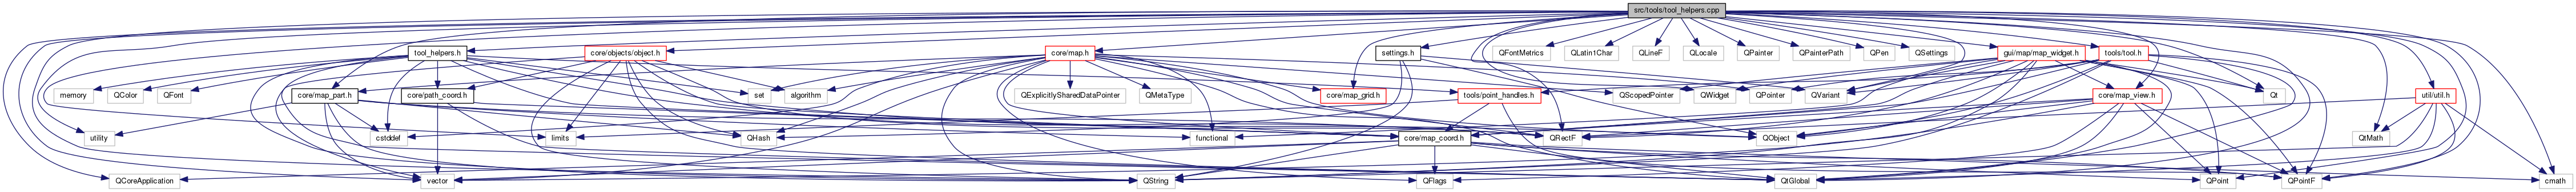 src/tools/tool_helpers.cpp
tool_helpers.h
core/objects/object.h
core/map.h
settings.h
QFontMetrics
QLatin1Char
QLineF
QLocale
QPainter
QPainterPath
QPen
QSettings
gui/map/map_widget.h
tools/tool.h
memory
QColor
QFont
core/map_part.h
core/path_coord.h
set
algorithm
QExplicitlySharedDataPointer
QMetaType
core/map_grid.h
tools/point_handles.h
QScopedPointer
QWidget
QPointer
QVariant
core/map_view.h
Qt
util/util.h
utility
cstddef
limits
QHash
functional
core/map_coord.h
QRectF
QObject
QtMath
QCoreApplication
vector
QString
QFlags
QtGlobal
QPoint
QPointF
cmath